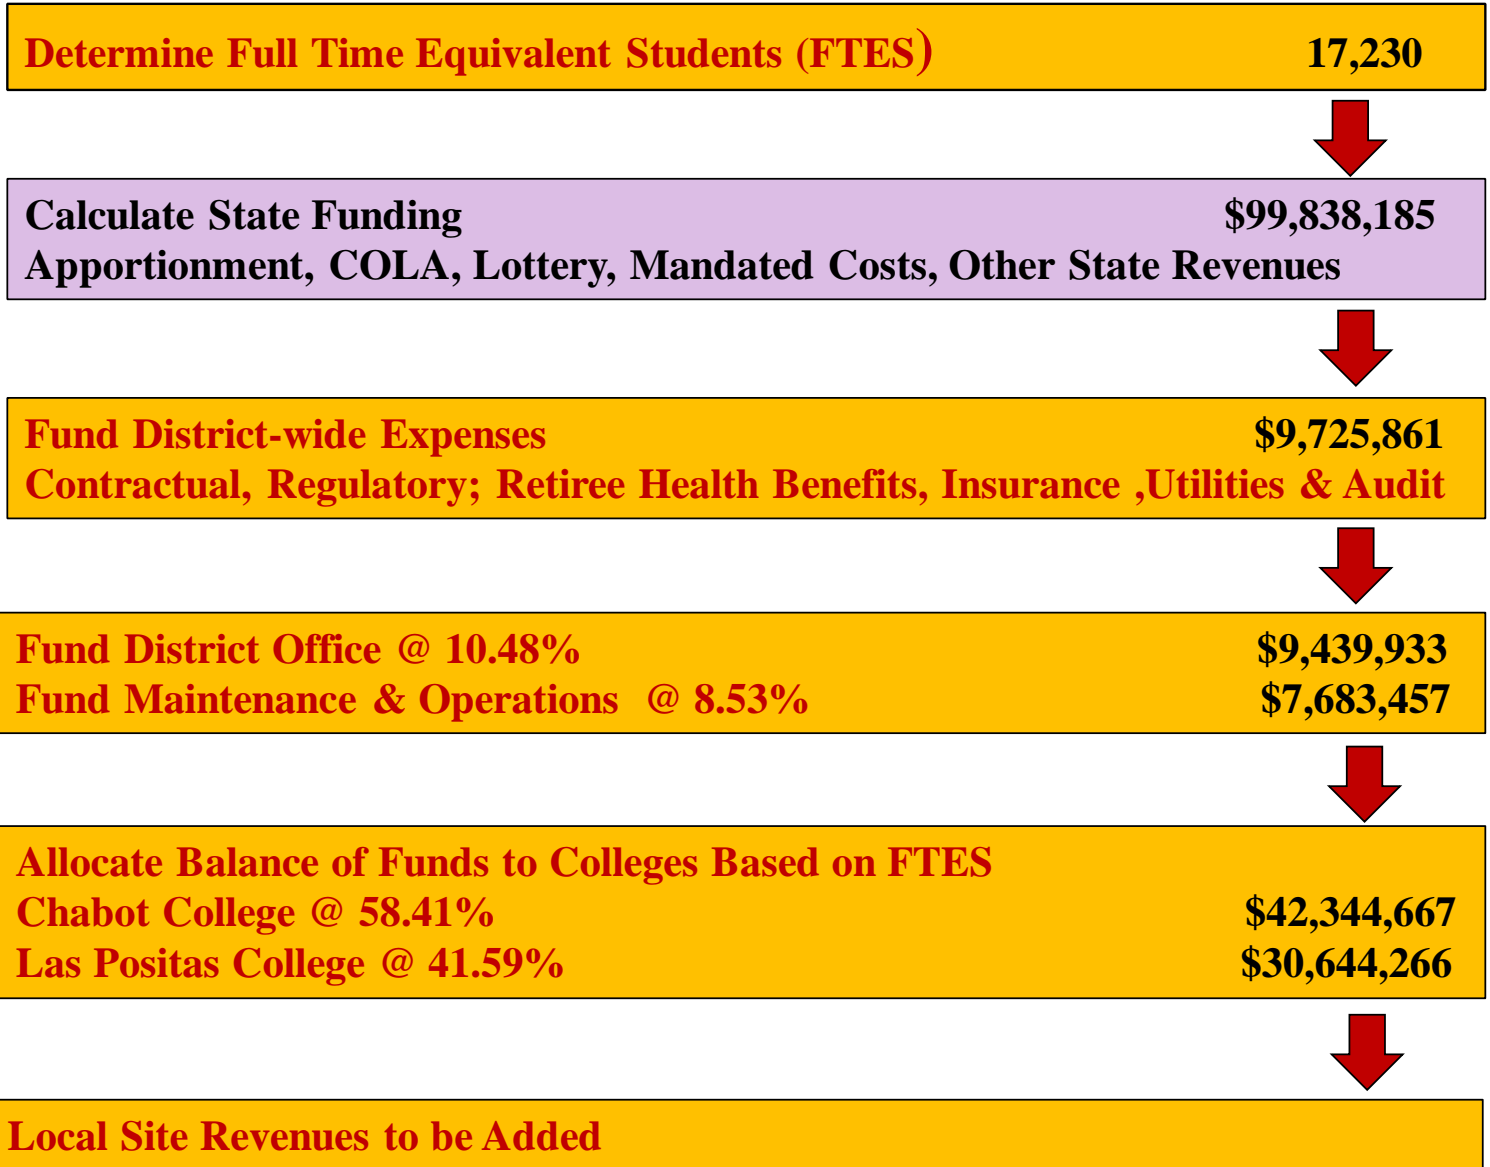 Determine Full Time Equivalent Students (FTES) 17,230
Calculate State Funding $99,838,185
Apportionment, COLA, Lottery, Mandated Costs, Other State Revenues
Fund District-wide Expenses $9,725,861
Contractual, Regulatory; Retiree Health Benefits, Insurance ,Utilities & Audit
Fund District Office @ 10.48% $9,439,933
Fund Maintenance & Operations @ 8.53% $7,683,457
Allocate Balance of Funds to Colleges Based on FTES
Chabot College @ 58.41% $42,344,667
Las Positas College @ 41.59% $30,644,266
Local Site Revenues to be Added